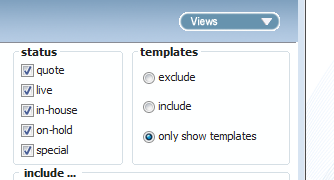 Views
status
quote
live
in-house
on-hold
special
templates
exclude
include
only show templates
include ...